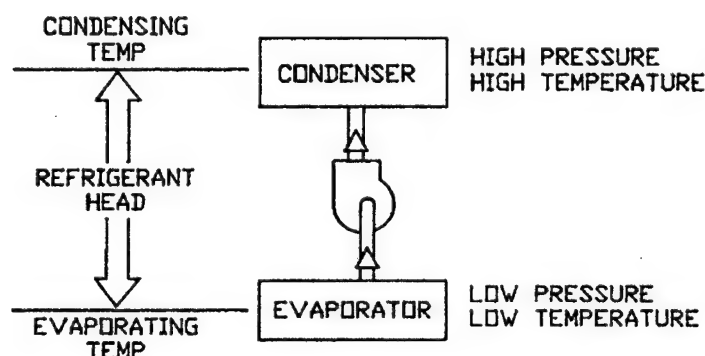 CONDENSING
TEMP
CONDENSER
HIGH PRESSURE
HIGH TEMPERATURE
REFRIGERANT
HEAD
EVAPORATOR
LOW PRESSURE
LOW TEMPERATURE
EVAPORATING
TEMP